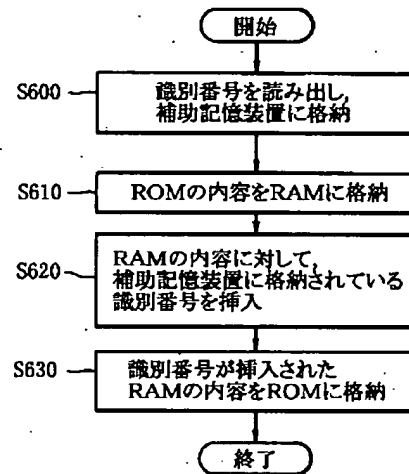 開始
S600
識別番号を読み出し,
補助記憶装置に格納
S610
ROMの内容をRAMに格納
S620
RAMの内容に対して,
補助記憶装置に格納されている
識別番号を挿入
S630
識別番号が挿入された
RAMの内容をROMに格納
終了